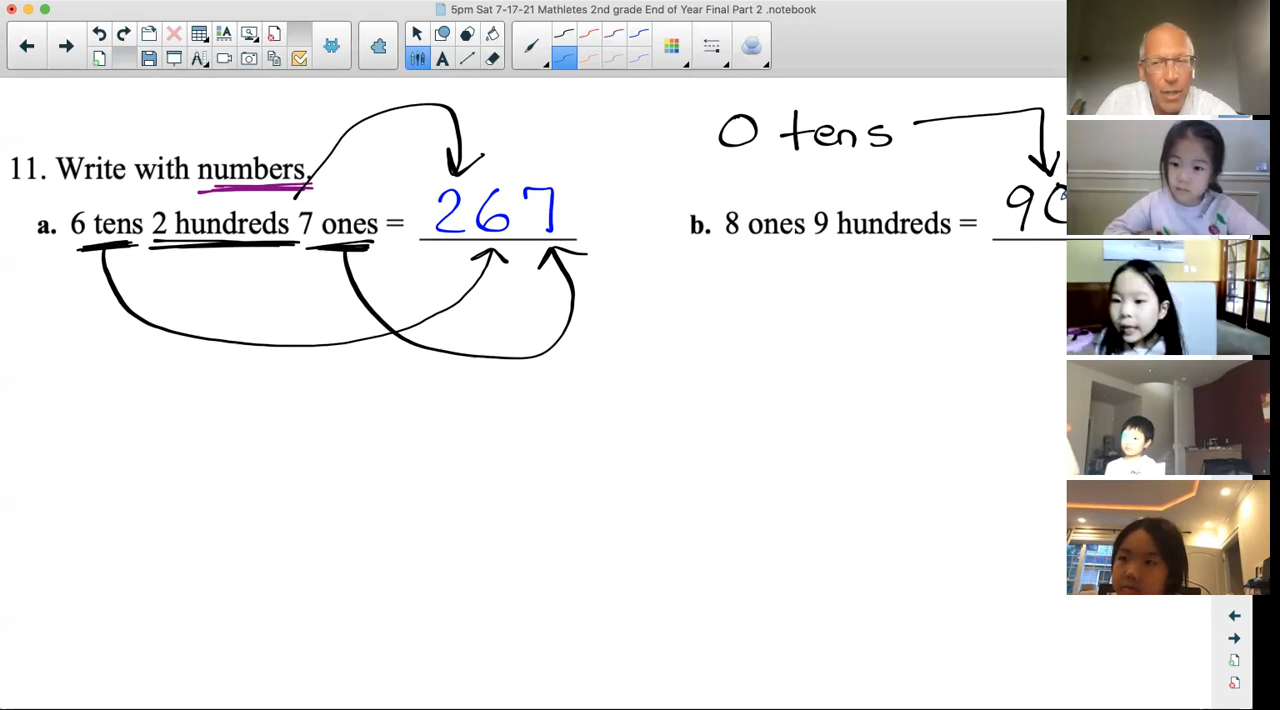 5pm Sat 7-17-21 Mathletes 2nd grade End of Year Final Part 2 .notebook
0 tens
11. Write with numbers.
a. 6 tens 2 hundreds 7 ones = 267
b. 8 ones 9 hundreds = 90